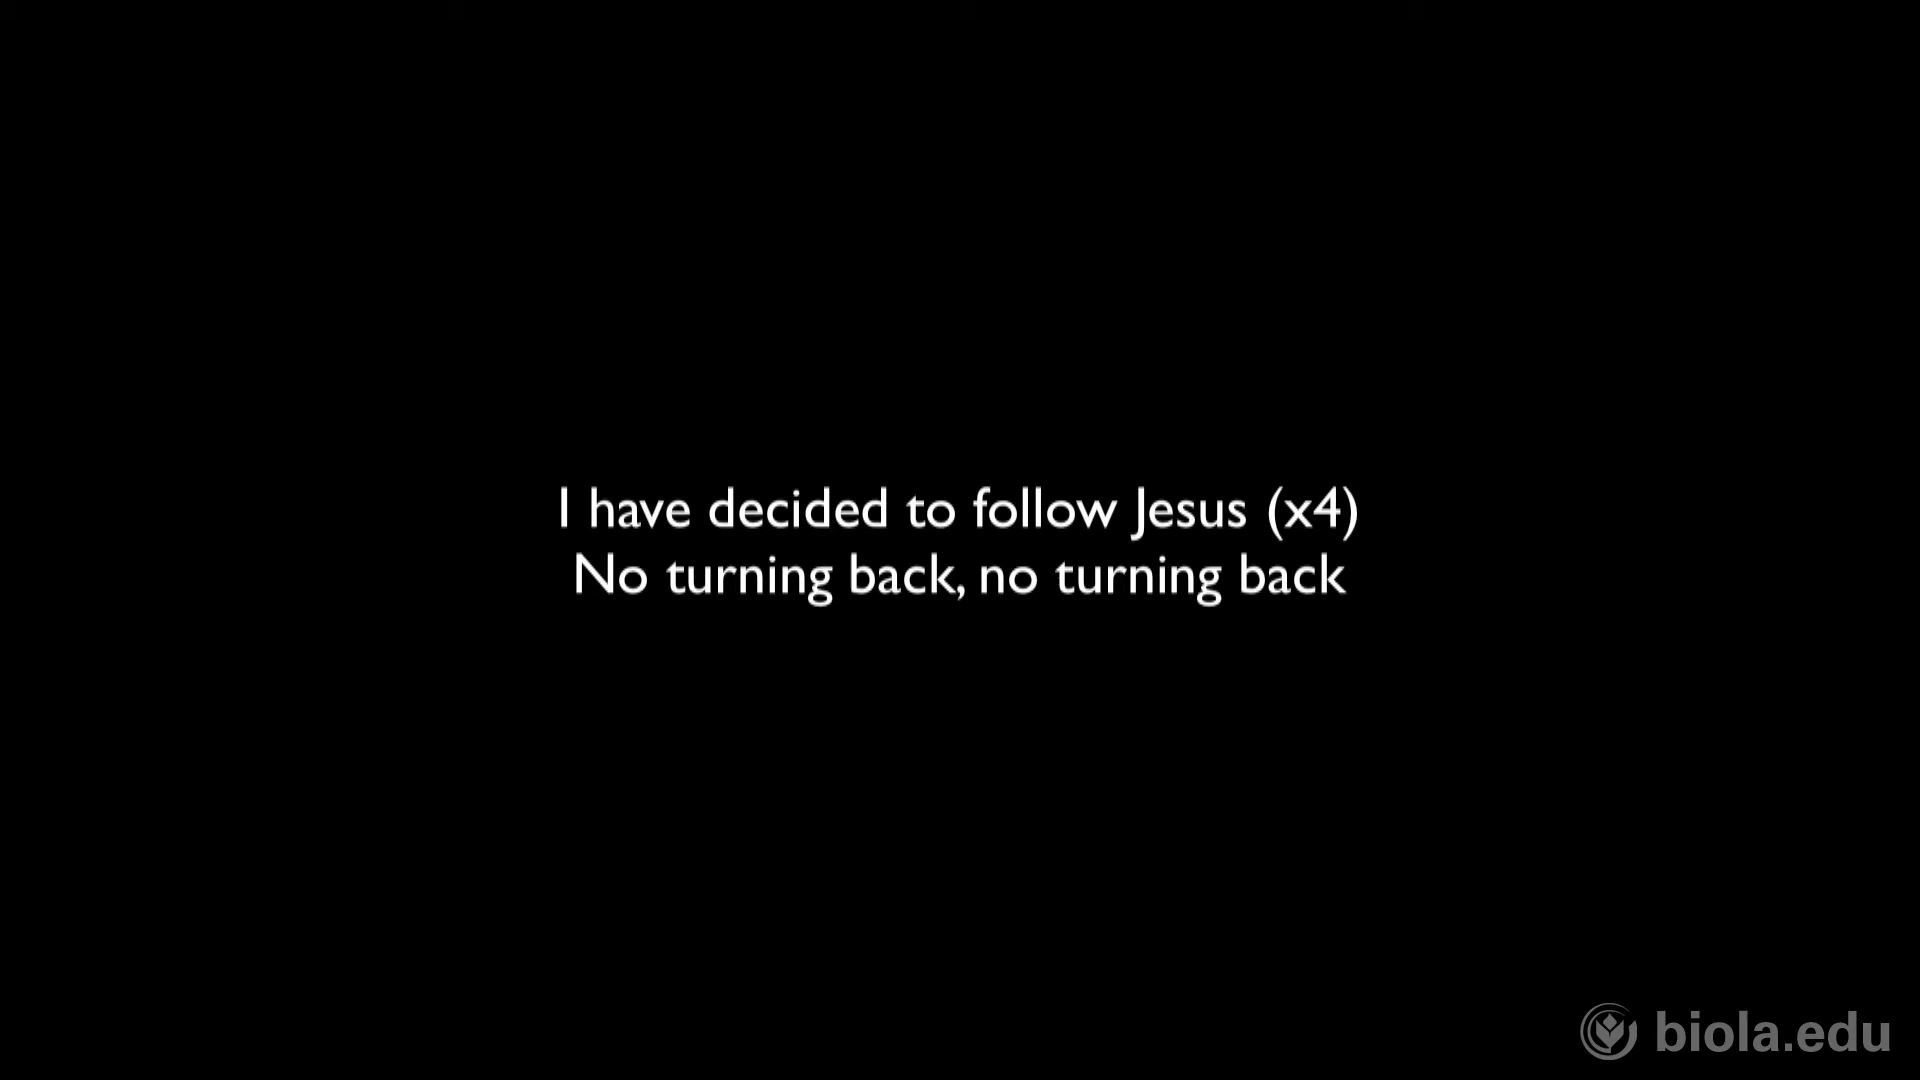 I have decided to follow Jesus (x4)
No turning back, no turning back
biola.edu